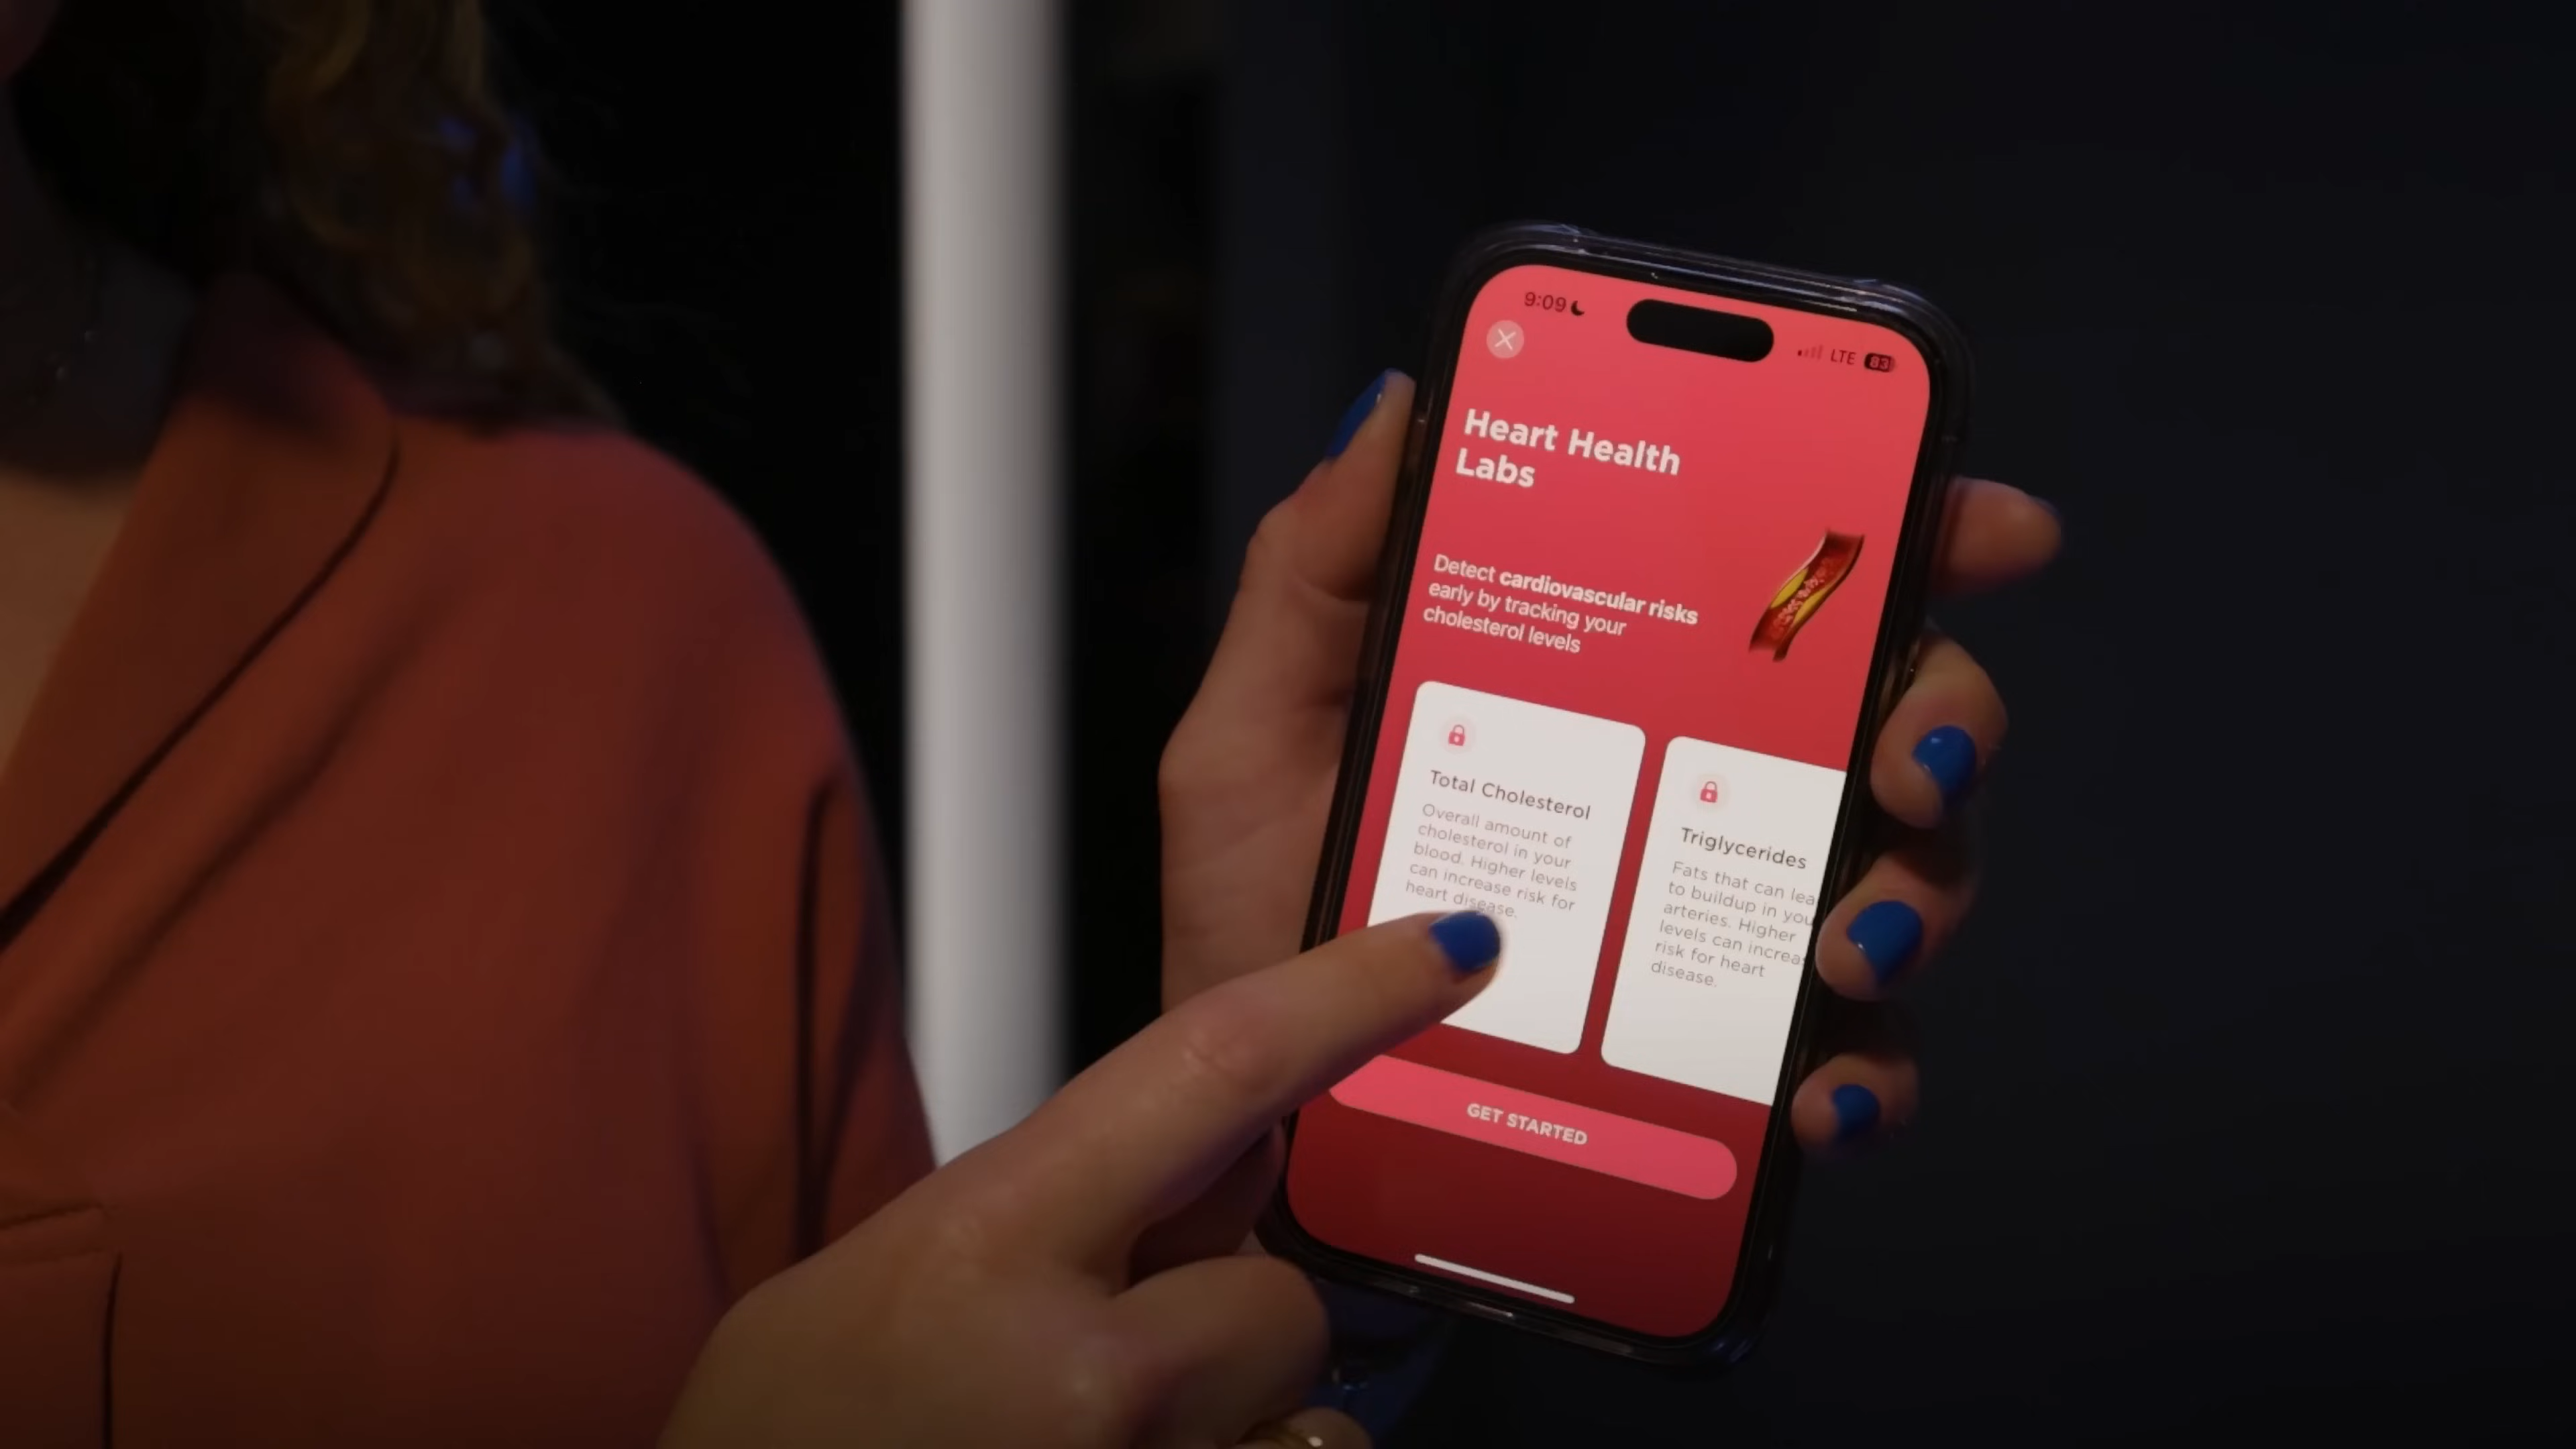 9:09
LTE 83
Heart Health
Labs
Detect cardiovascular risks
early by tracking your
cholesterol levels
Total Cholesterol
Overall amount of
cholesterol in your
blood. Higher levels
can increase risk for
heart disease.
Triglycerides
Fats that can lea
to buildup in you
arteries. Higher
levels can increa
risk for heart
disease.
GET STARTED